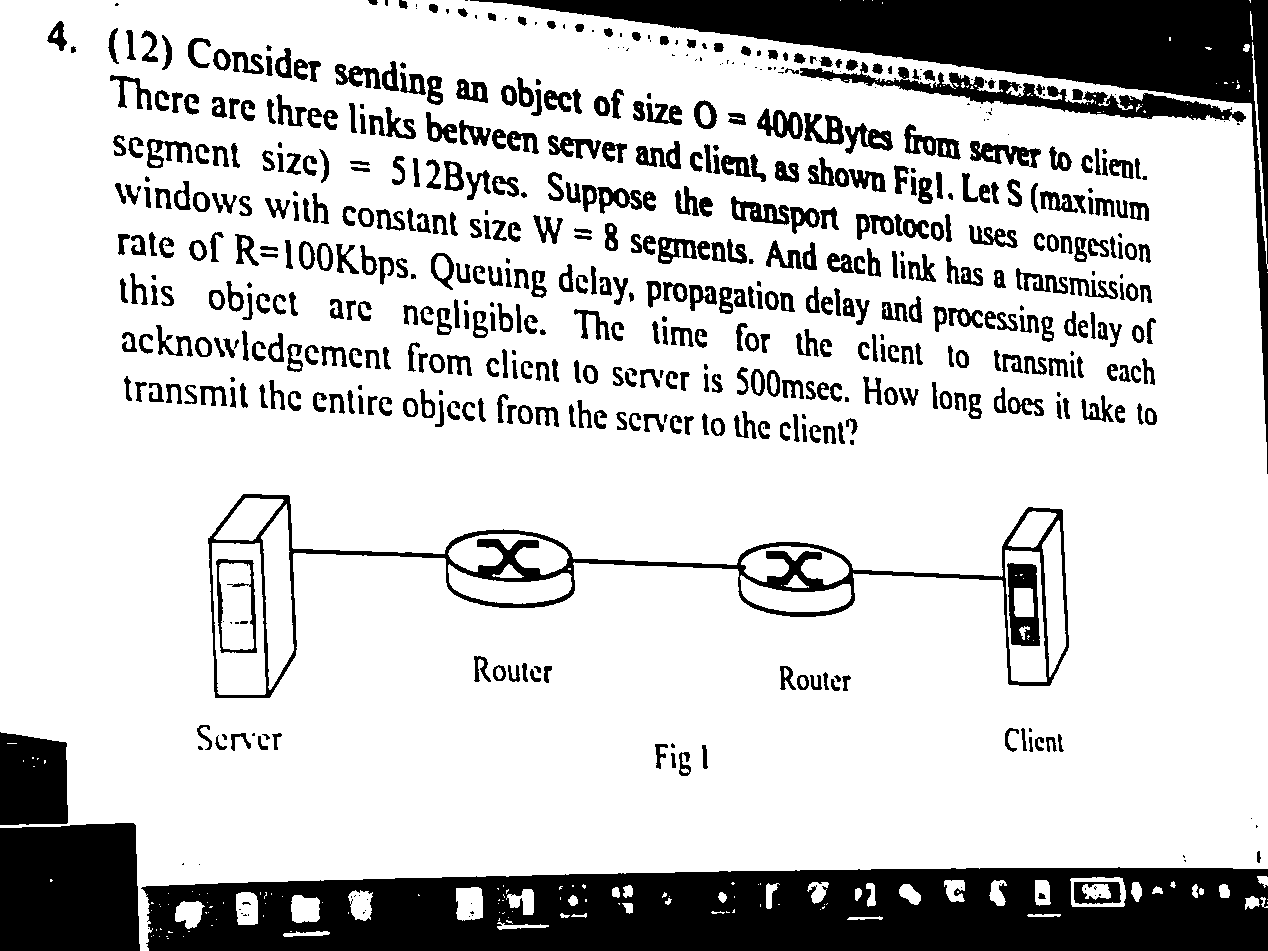 4. (12) Consider sending an object of size O = 400KBytes from server to client.
There are three links between server and client, as shown Fig1. Let S (maximum
segment size) = 512Bytes. Suppose the transport protocol uses congestion
windows with constant size W = 8 segments. And each link has a transmission
rate of R=100Kbps. Queuing delay, propagation delay and processing delay of
this object are negligible. The time for the client to transmit each
acknowledgement from client to server is 500msec. How long does it take to
transmit the entire object from the server to the client?
Router
Router
Server
Client
Fig 1